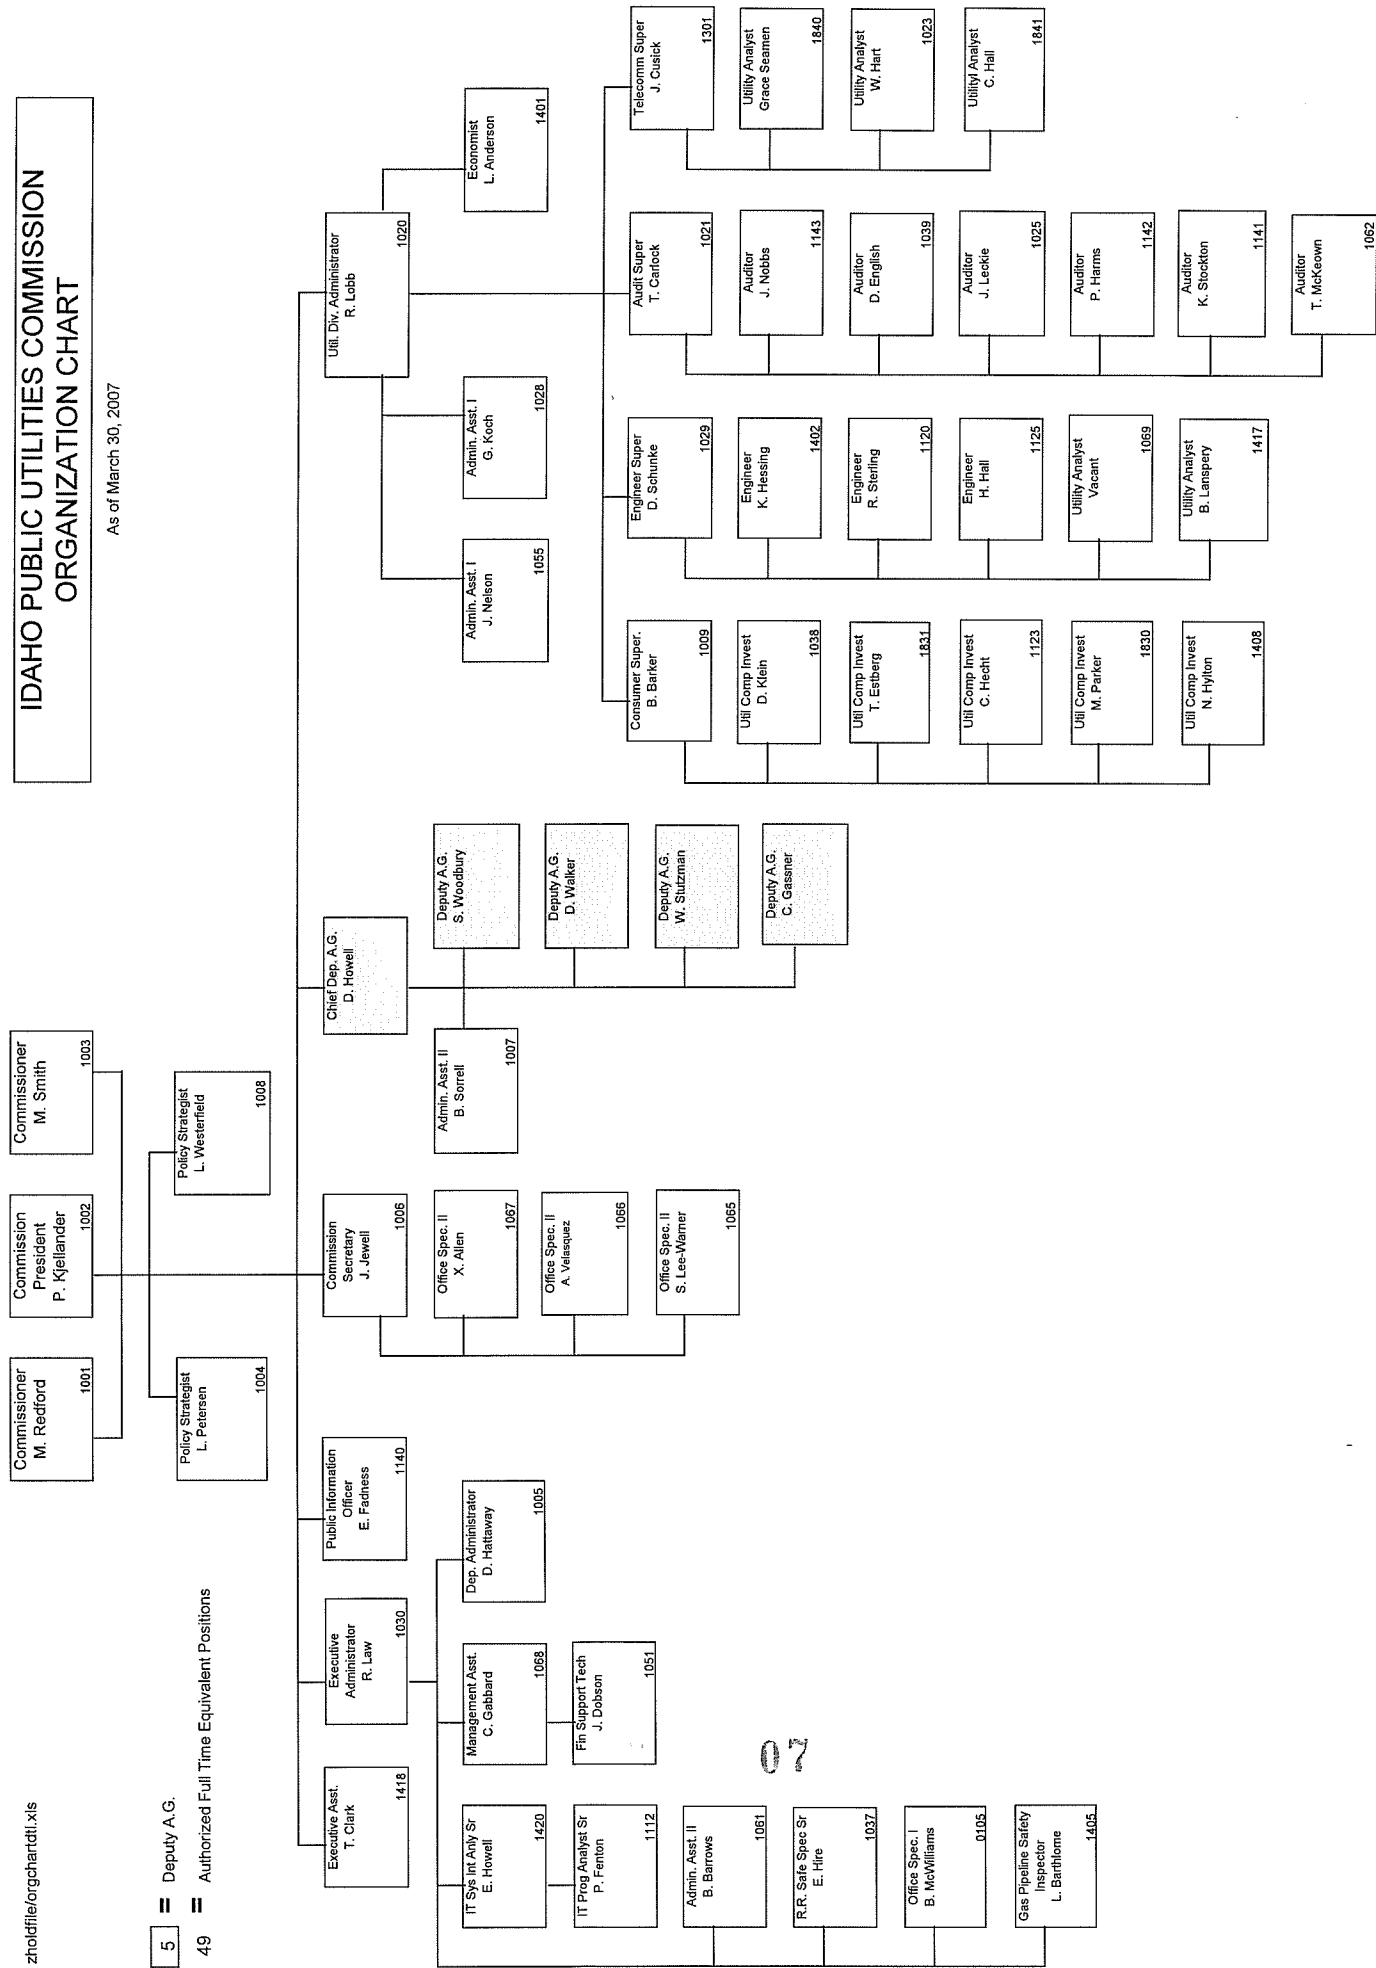 zholdfile/orgchartdtl.xls
IDAHO PUBLIC UTILITIES COMMISSION
ORGANIZATION CHART
As of March 30, 2007
5 = Deputy A.G.
49 = Authorized Full Time Equivalent Positions
Commissioner
M. Redford
1001
Commission
President
P. Kjellander
1002
Commissioner
M. Smith
1003
Policy Strategist
L. Petersen
1004
Policy Strategist
L. Westerfield
1008
Executive Asst.
T. Clark
1418
Executive
Administrator
R. Law
1030
Public Information
Officer
E. Fadness
1140
Commission
Secretary
J. Jewell
1006
Chief Dep. A.G.
D. Howell
Util. Div. Administrator
R. Lobb
1020
IT Sys Int Anly Sr
E. Howell
1420
Management Asst.
C. Gabbard
1068
Dep. Administrator
D. Hattaway
1005
IT Prog Analyst Sr
P. Fenton
1112
Fin Support Tech
J. Dobson
1051
Admin. Asst. II
B. Barrows
1061
R.R. Safe Spec Sr
E. Hire
1037
Office Spec. I
B. McWilliams
0105
Gas Pipeline Safety
Inspector
L. Barthlome
1405
Office Spec. II
X. Allen
1067
Office Spec. II
A. Velasquez
1066
Office Spec. II
S. Lee-Warner
1065
Admin. Asst. II
B. Sorrell
1007
Deputy A.G.
S. Woodbury
Deputy A.G.
D. Walker
Deputy A.G.
W. Stutzman
Deputy A.G.
C. Gassner
Admin. Asst. I
J. Nelson
1055
Admin. Asst. I
G. Koch
1028
Economist
L. Anderson
1401
Consumer Super.
B. Barker
1009
Util Comp Invest
D. Klein
1038
Util Comp Invest
T. Estberg
1831
Util Comp Invest
C. Hecht
1123
Util Comp Invest
M. Parker
1830
Util Comp Invest
N. Hylton
1408
Engineer Super
D. Schunke
1029
Engineer
K. Hessing
1402
Engineer
R. Sterling
1120
Engineer
H. Hall
1125
Utility Analyst
Vacant
1069
Utility Analyst
B. Lanspery
1417
Audit Super
T. Carlock
1021
Auditor
J. Nobbs
1143
Auditor
D. English
1039
Auditor
J. Leckie
1025
Auditor
P. Harms
1142
Auditor
K. Stockton
1141
Auditor
T. McKeown
1062
Telecomm Super
J. Cusick
1301
Utility Analyst
Grace Seamen
1840
Utility Analyst
W. Hart
1023
Utilityl Analyst
C. Hall
1841
07